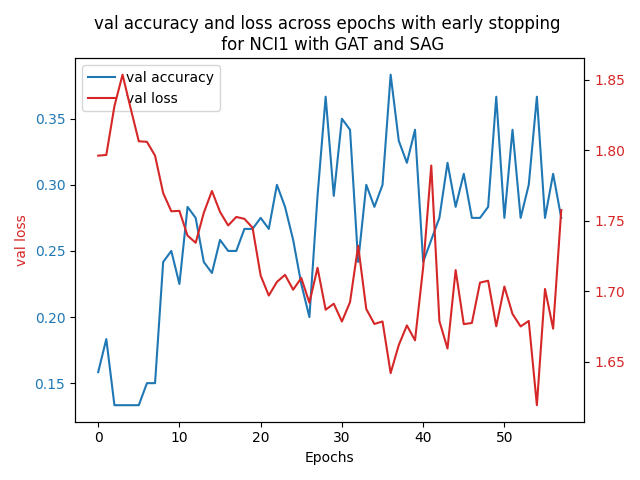 val accuracy and loss across epochs with early stopping
for NCI1 with GAT and SAG
val accuracy
val loss
val loss
0.35
0.30
0.25
0.20
0.15
1.85
1.80
1.75
1.70
1.65
0 10 20 30 40 50
Epochs